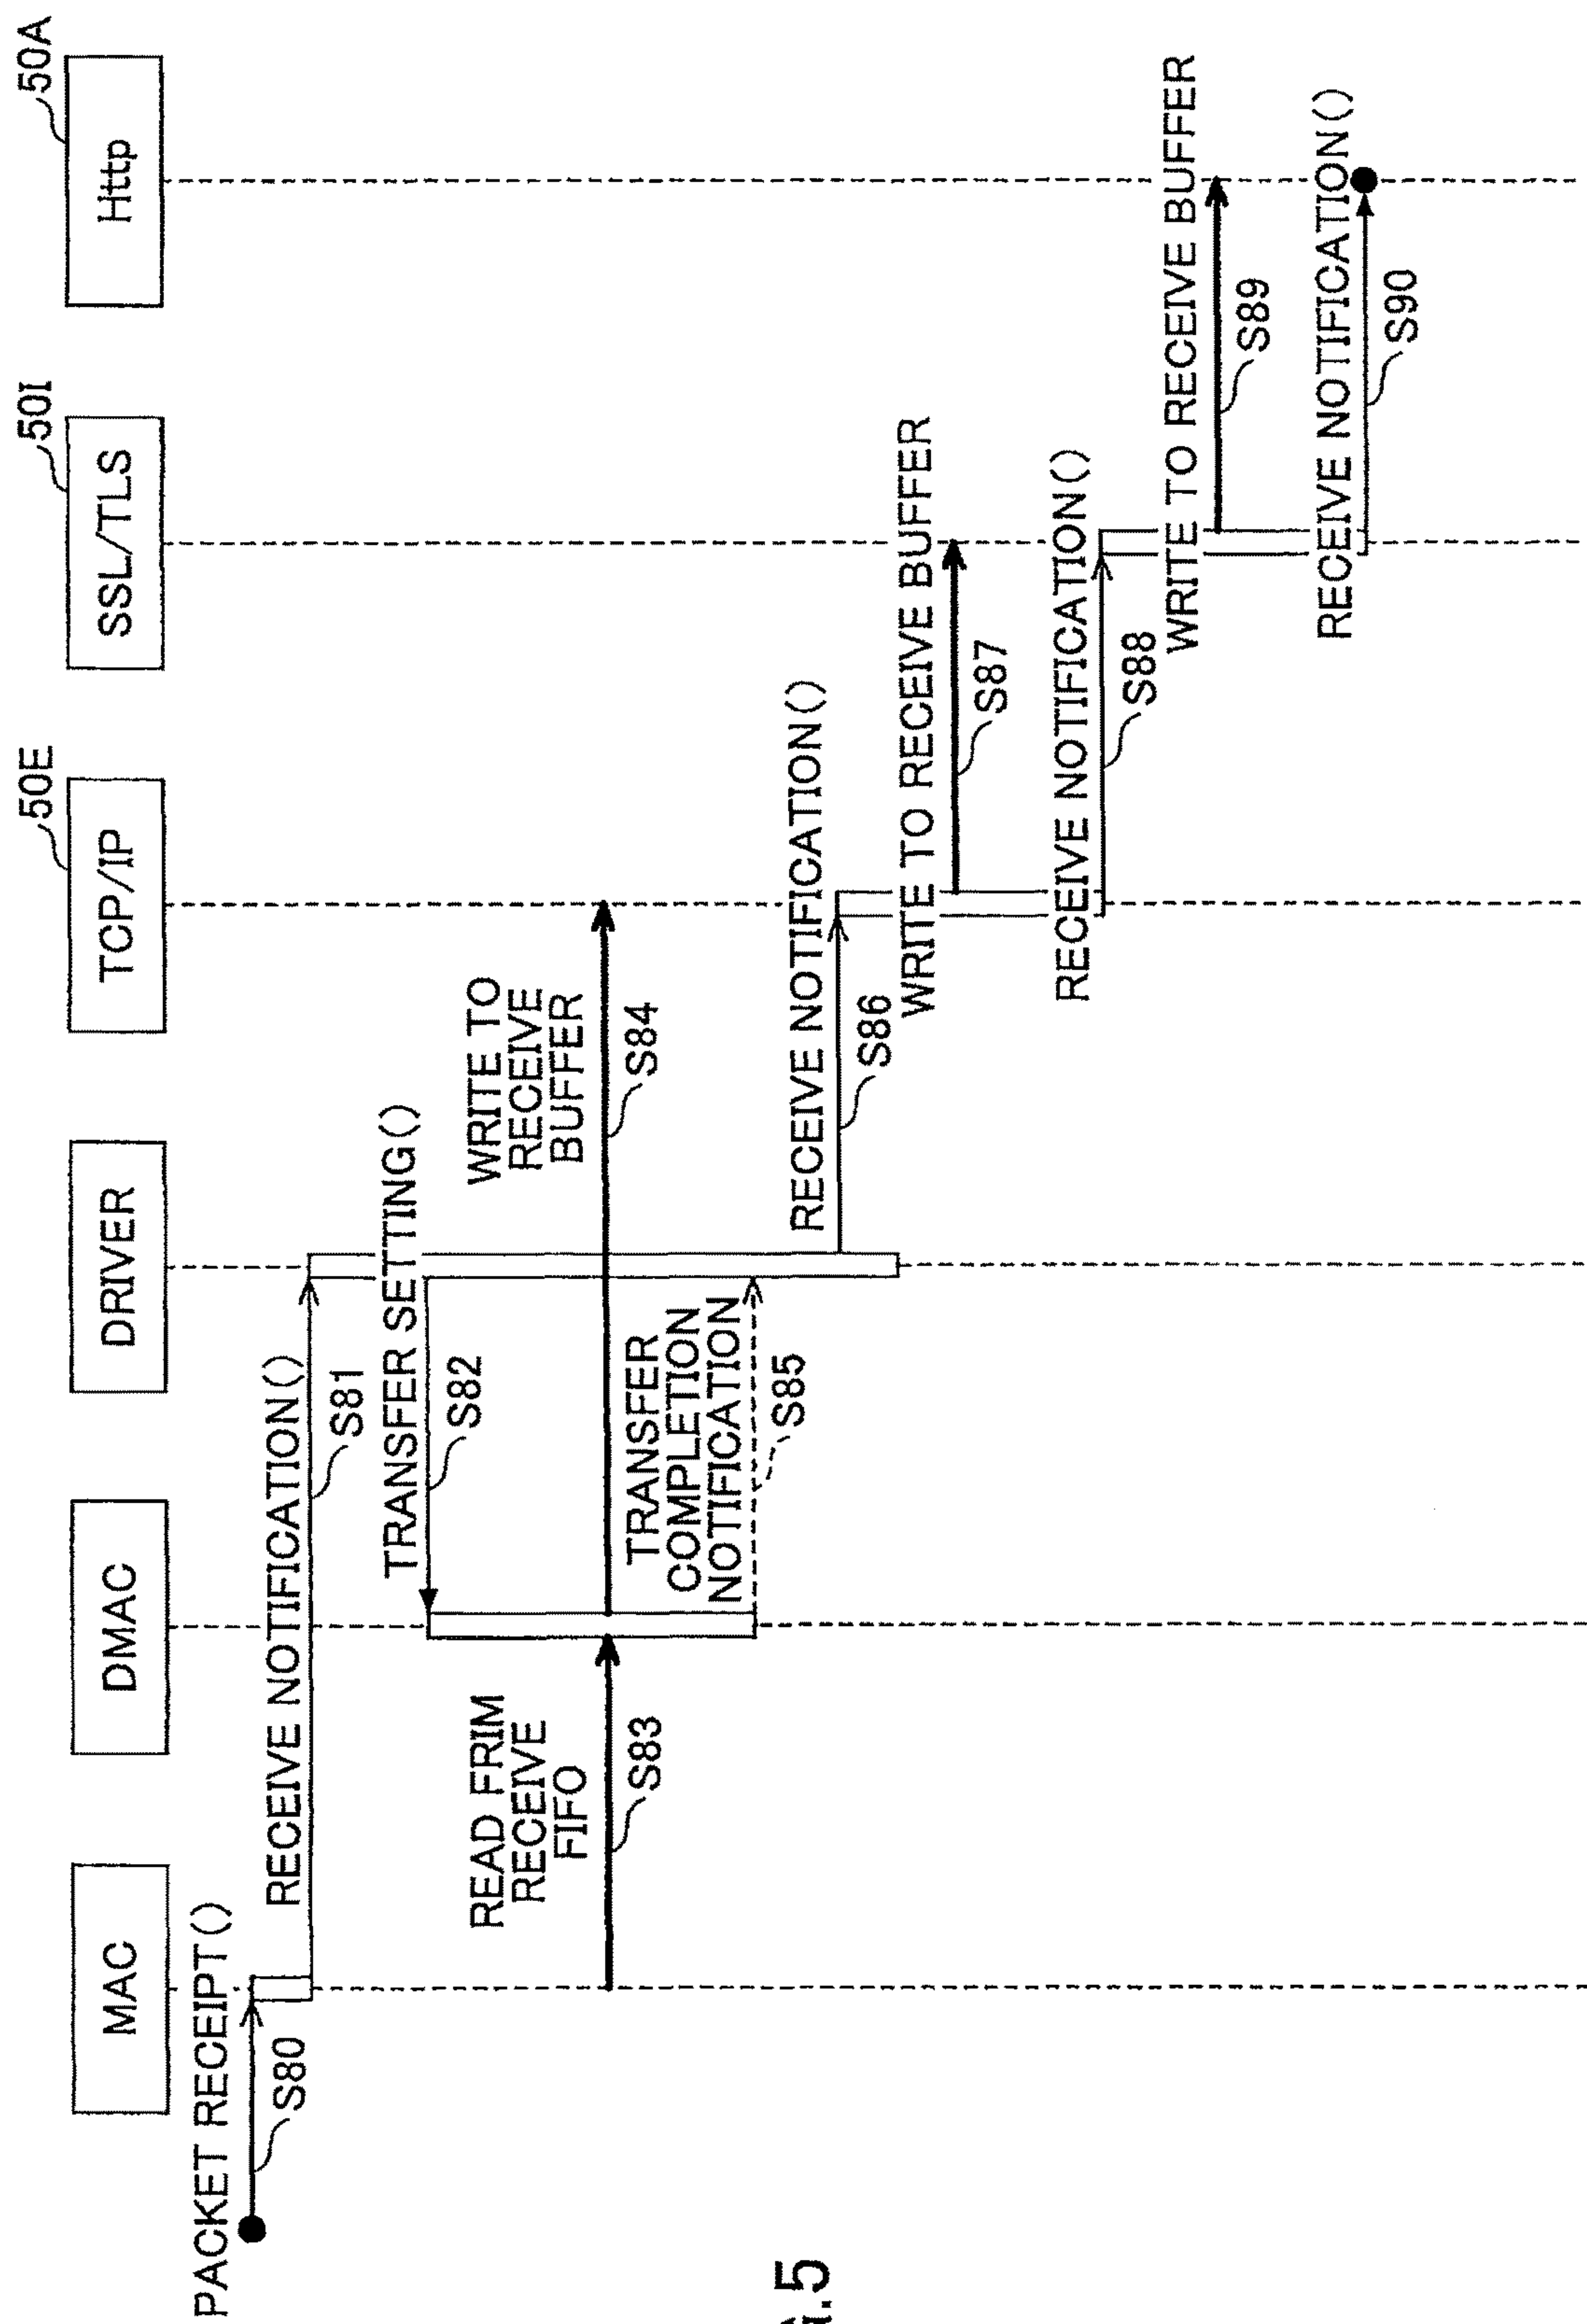 MAC
DMAC
DRIVER
TCP/IP
50E
SSL/TLS
50I
Http
50A
PACKET RECEIPT()
S80
RECEIVE NOTIFICATION()
S81
TRANSFER SETTING()
S82
READ FRIM
RECEIVE
FIFO
S83
WRITE TO
RECEIVE
BUFFER
S84
TRANSFER
COMPLETION
NOTIFICATION
S85
RECEIVE NOTIFICATION()
S86
WRITE TO RECEIVE BUFFER
S87
RECEIVE NOTIFICATION()
S88
WRITE TO RECEIVE BUFFER
S89
RECEIVE NOTIFICATION()
S90